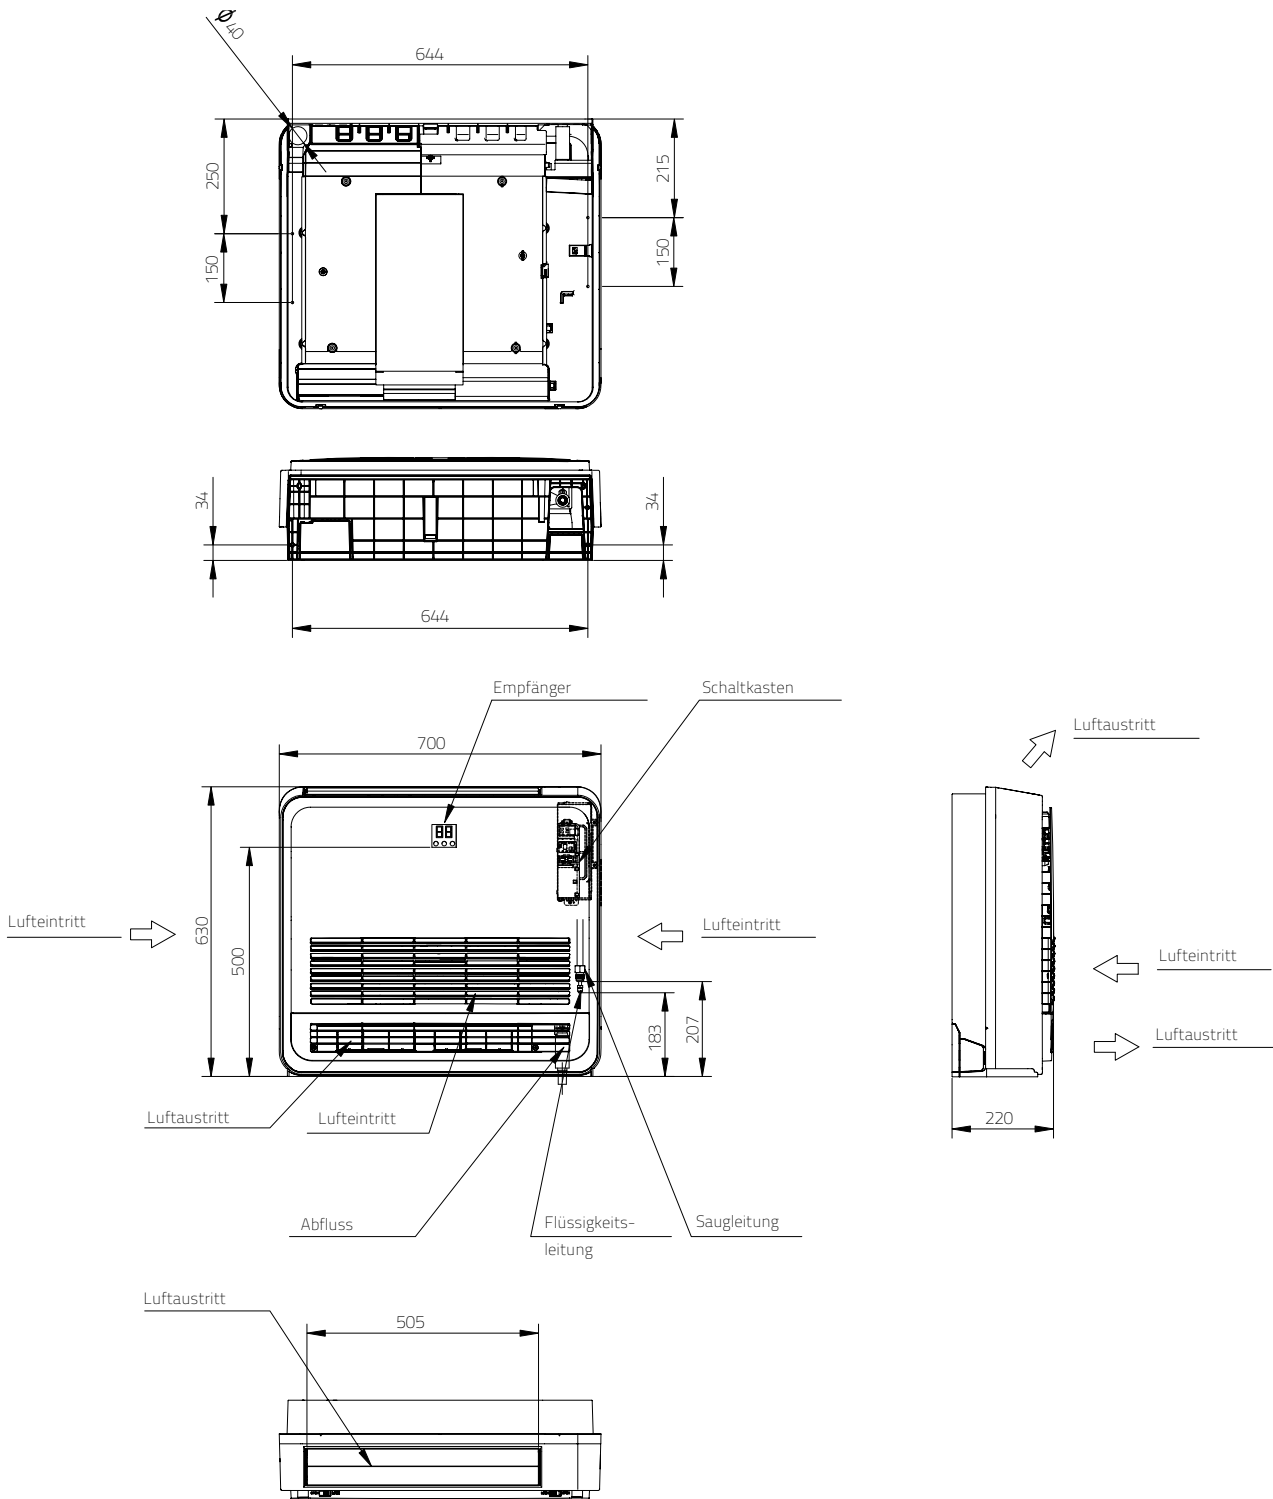 Ø 40
644
250
215
150
150
34
34
644
Empfänger
Schaltkasten
Luftaustritt
700
Lufteintritt
630
500
Lufteintritt
Lufteintritt
183
207
Luftaustritt
Luftaustritt
Lufteintritt
220
Abfluss
Flüssigkeits-
leitung
Saugleitung
Luftaustritt
505